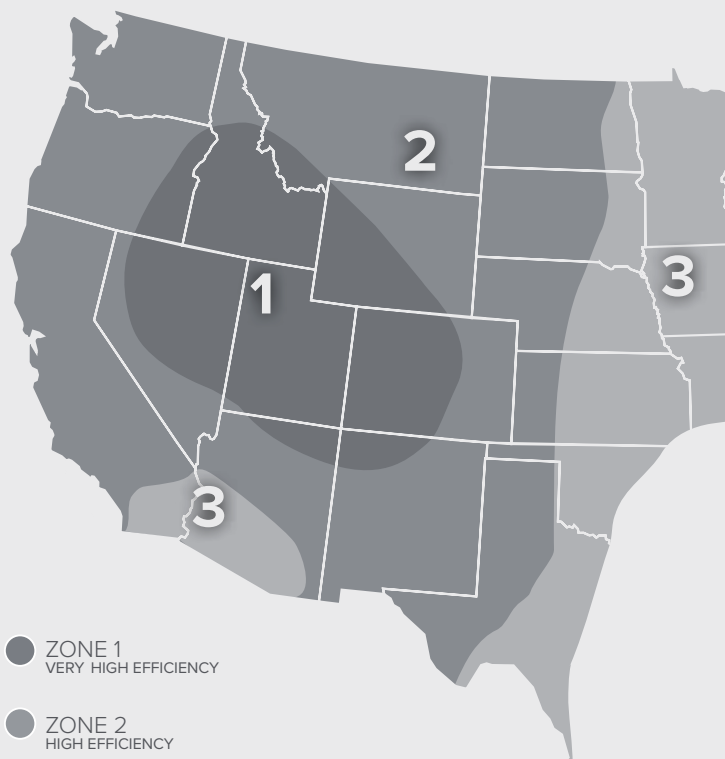 2
3
1
3
ZONE 1
VERY HIGH EFFICIENCY
ZONE 2
HIGH EFFICIENCY